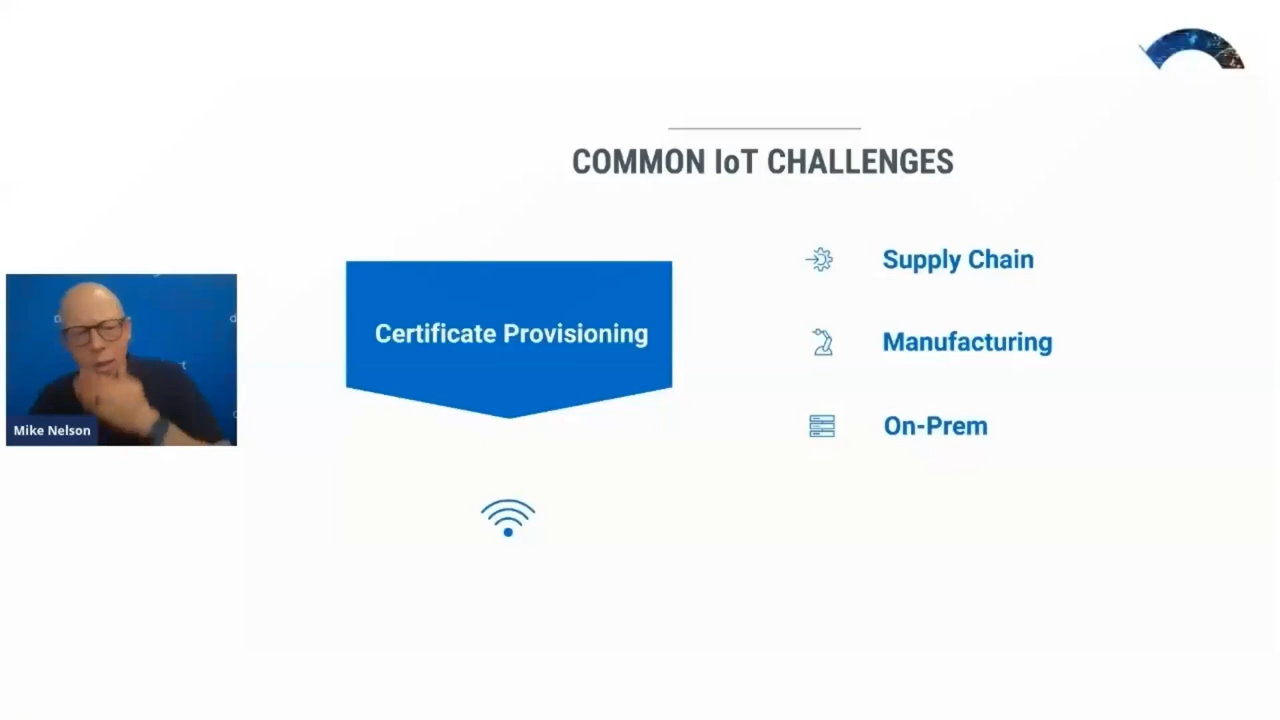 COMMON IoT CHALLENGES
Certificate Provisioning
Supply Chain
Manufacturing
On-Prem
Mike Nelson